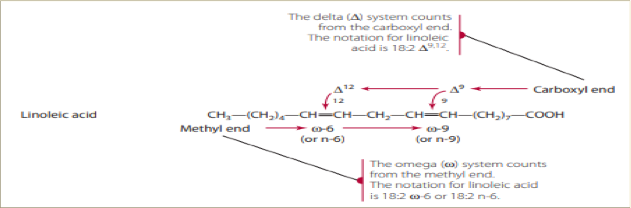 The delta (Δ) system counts
from the carboxyl end.
The notation for linoleic
acid is 18:2 Δ⁹,¹².
Δ¹² Δ⁹ Carboxyl end
12 9
Linoleic acid CH₃—(CH₂)₄—CH=CH—CH₂—CH=CH—(CH₂)₇—COOH
Methyl end ω-6 ω-9
(or n-6) (or n-9)
The omega (ω) system counts
from the methyl end.
The notation for linoleic acid
is 18:2 ω-6 or 18:2 n-6.